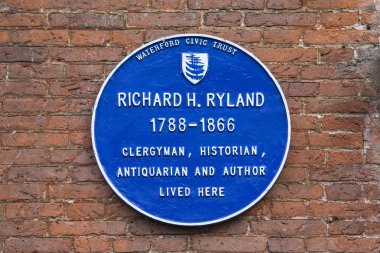 WATERFORD CIVIC TRUST
RICHARD H. RYLAND
1788-1866
CLERGYMAN, HISTORIAN,
ANTIQUARIAN AND AUTHOR
LIVED HERE